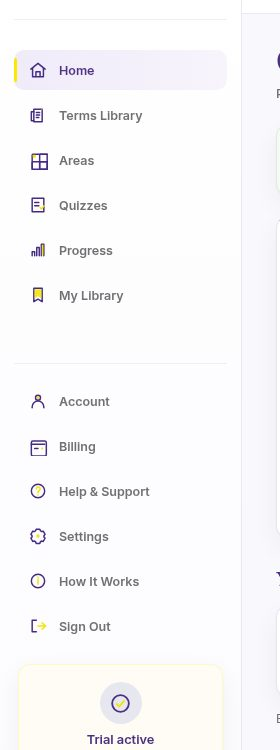 Home
Terms Library
Areas
Quizzes
Progress
My Library
Account
Billing
Help & Support
Settings
How It Works
Sign Out
Trial active